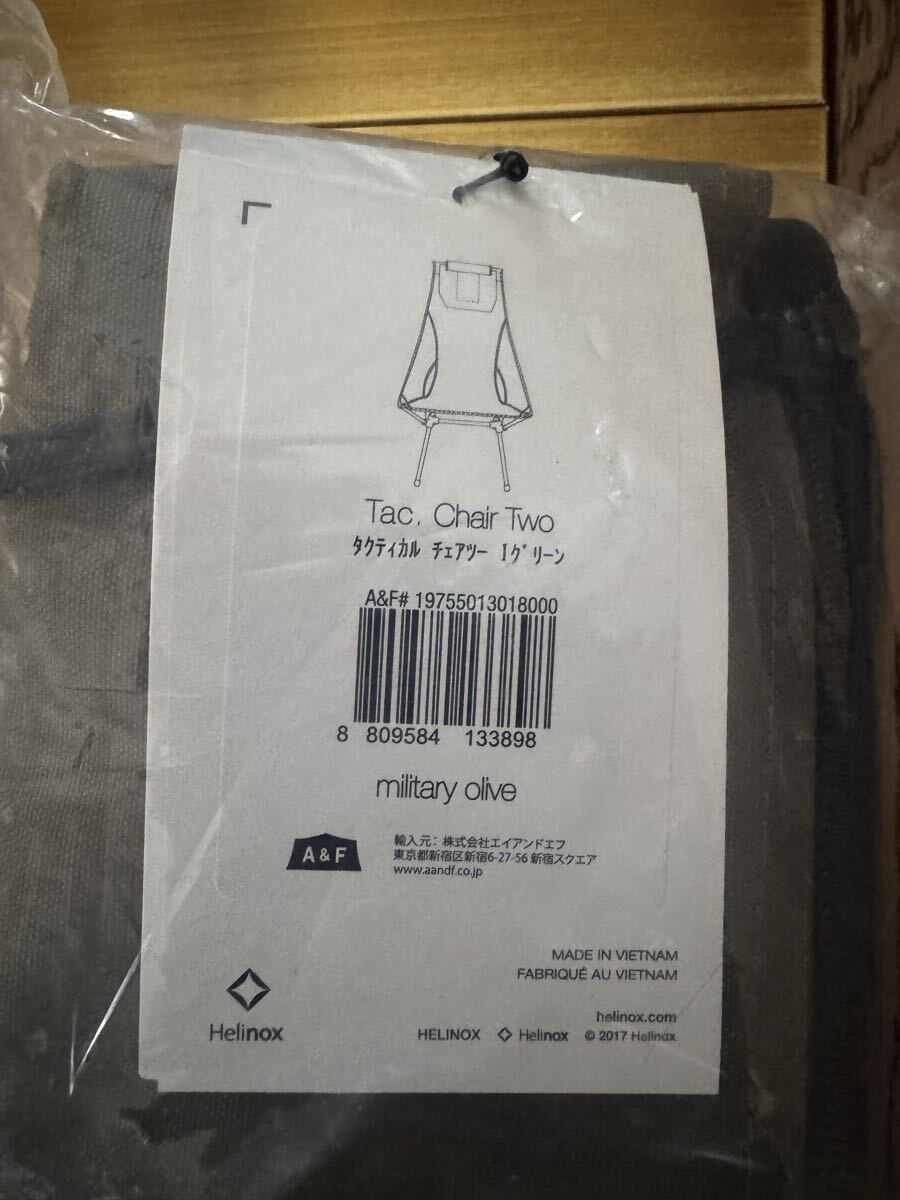 Tac. Chair Two
タクティカル チェアツー Iグリーン
A&F# 19755013018000
8 809584 133898
military olive
A & F
輸入元：株式会社エイアンドエフ
東京都新宿区新宿6-27-56 新宿スクエア
www.aandf.co.jp
MADE IN VIETNAM
FABRIQUÉ AU VIETNAM
helinox.com
Helinox
HELINOX Helinox © 2017 Helinox